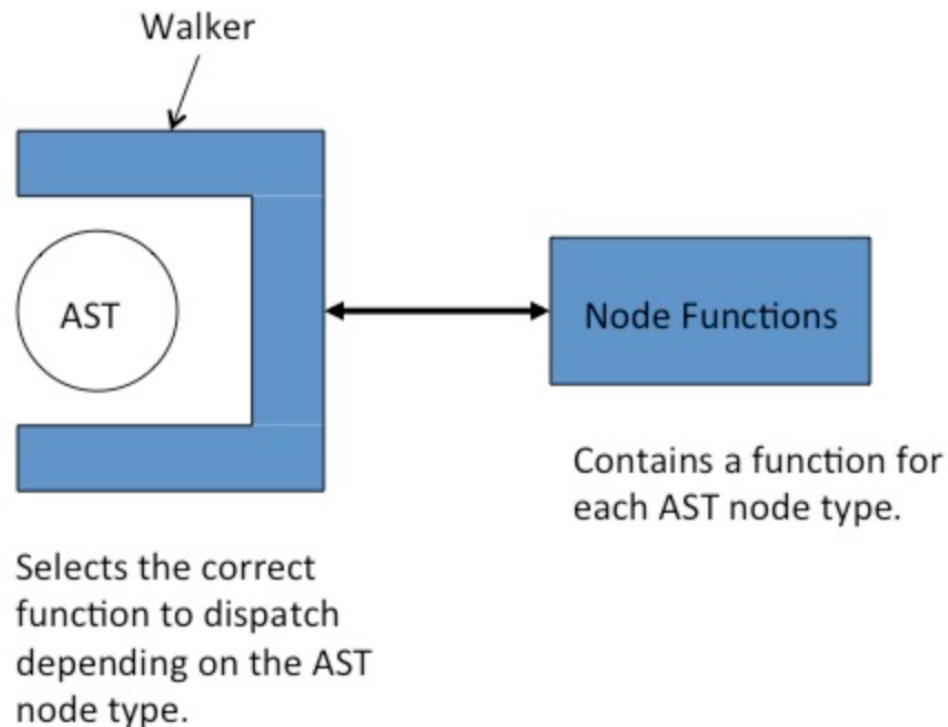 Walker
AST
Node Functions
Contains a function for
each AST node type.
Selects the correct
function to dispatch
depending on the AST
node type.